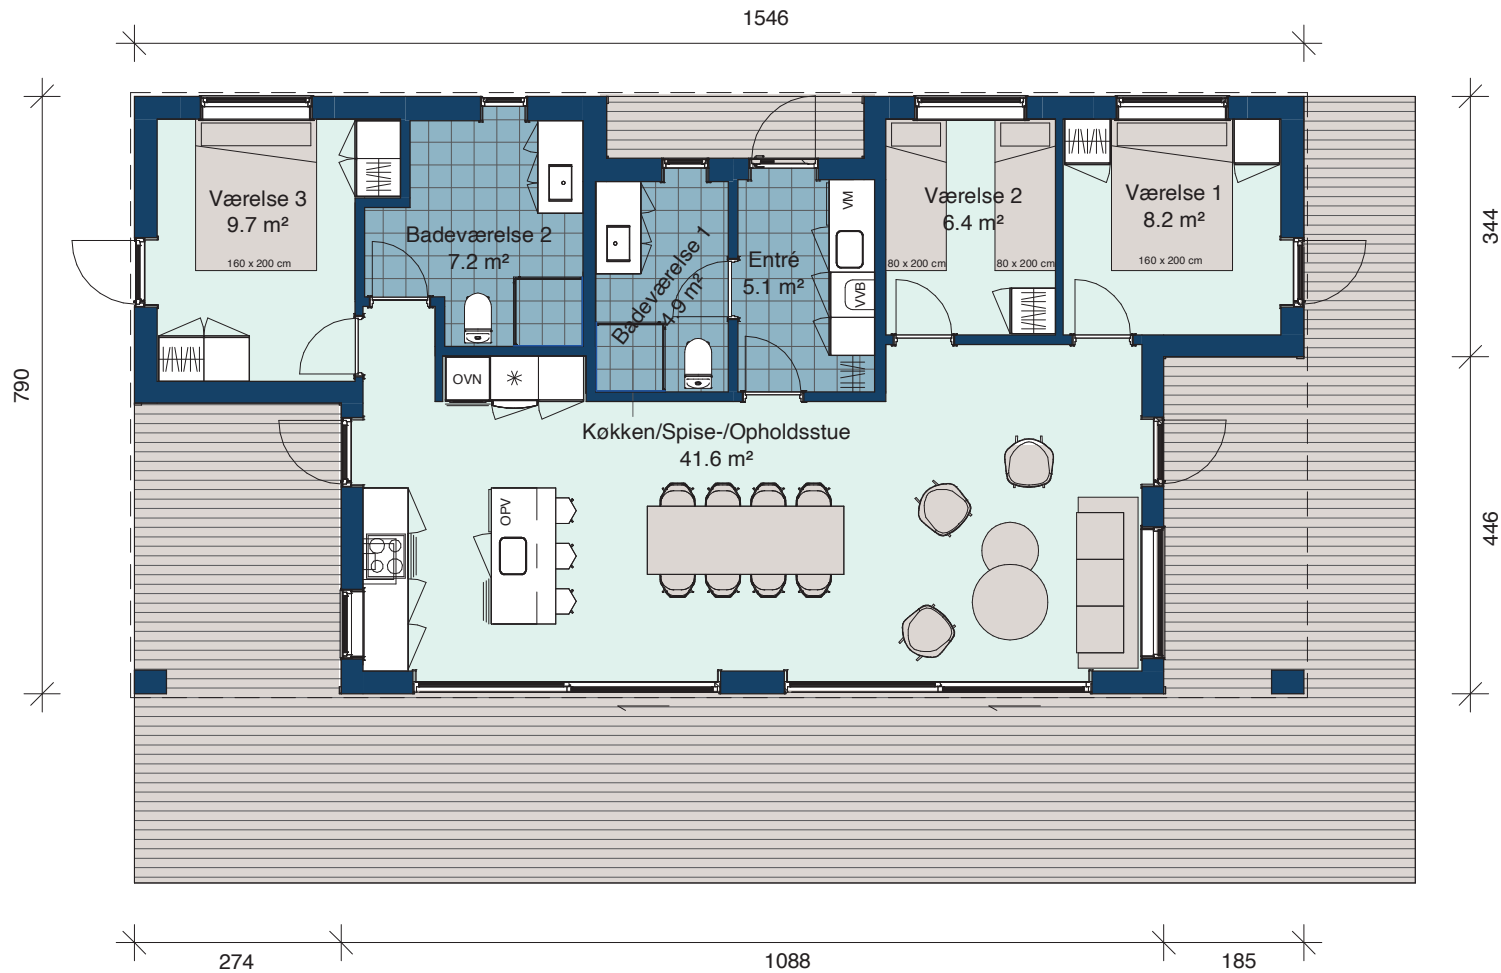 1546
790
344
446
Værelse 3
9.7 m²
160 x 200 cm
Badeværelse 2
7.2 m²
Badeværelse 1
4.9 m²
Entré
5.1 m²
VM
VVB
Værelse 2
6.4 m²
80 x 200 cm
80 x 200 cm
Værelse 1
8.2 m²
160 x 200 cm
OVN
Køkken/Spise-/Opholdsstue
41.6 m²
OPV
274
1088
185